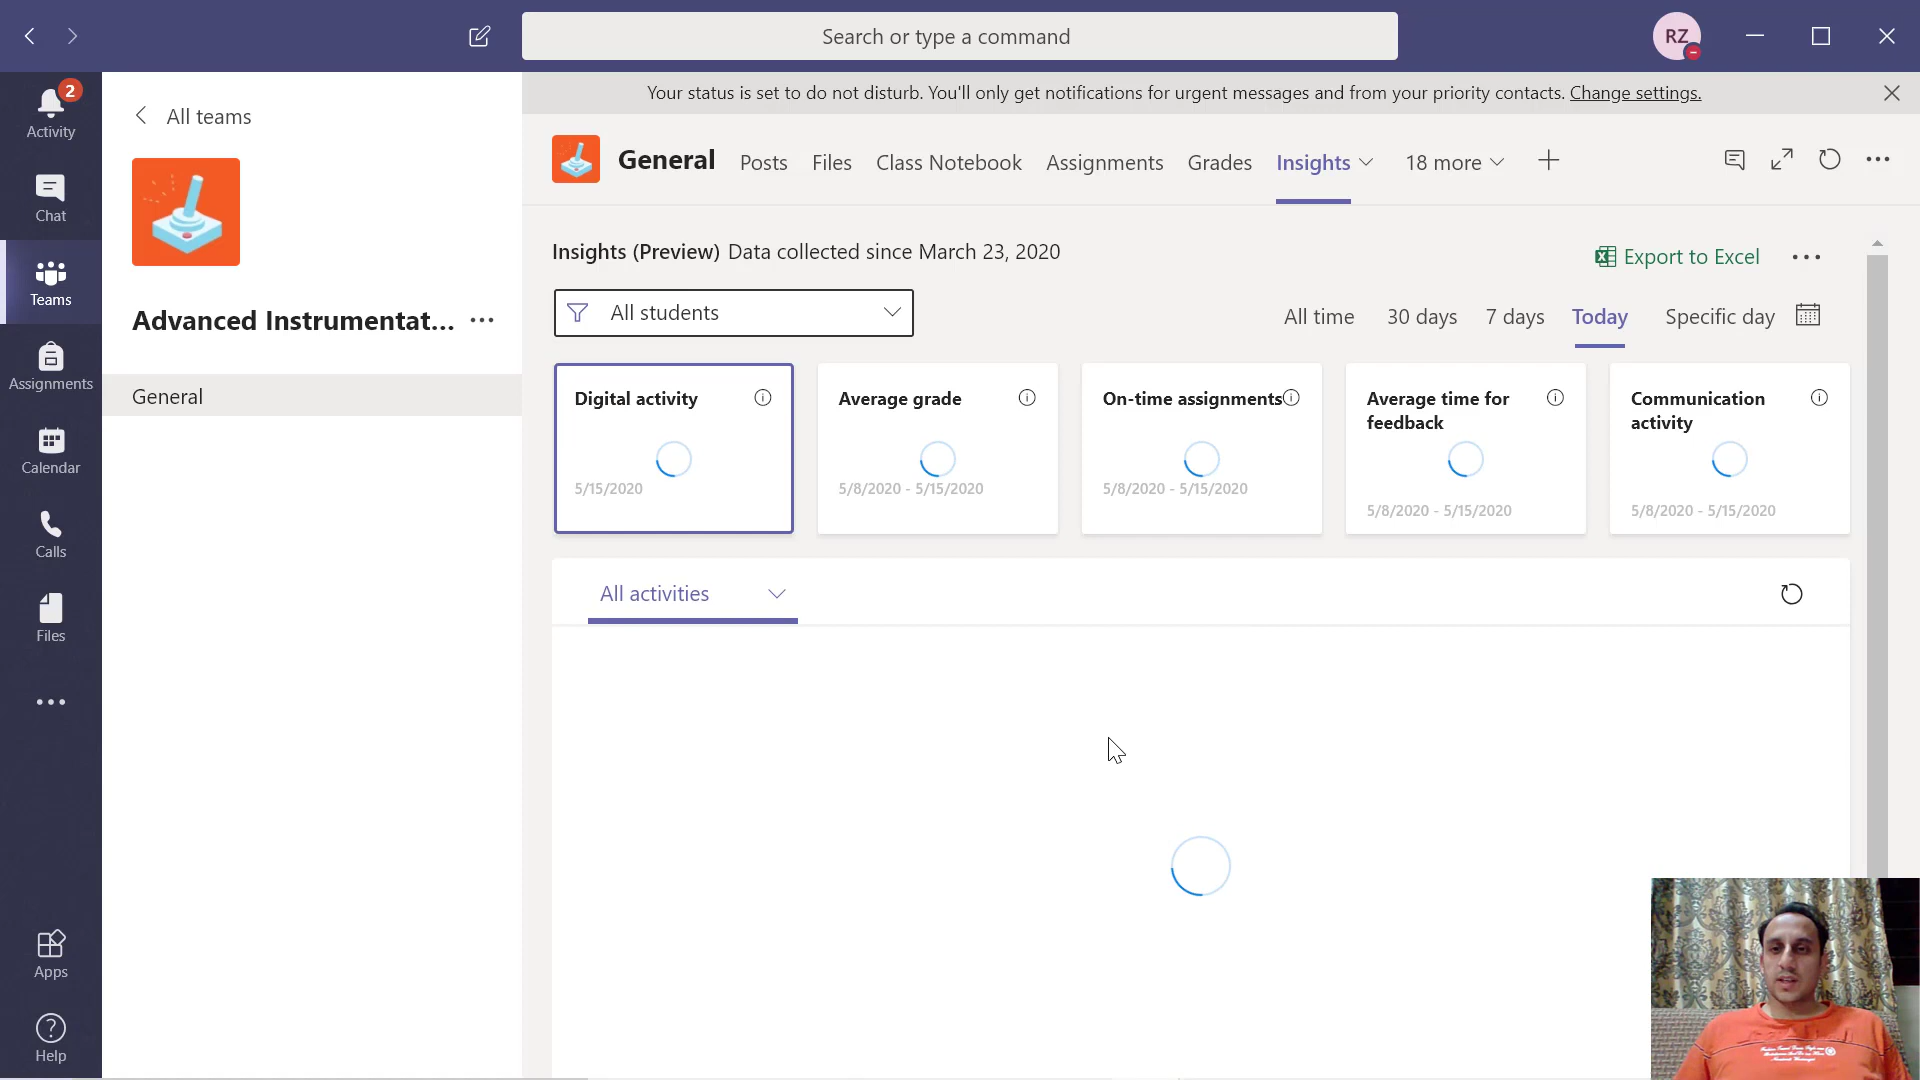 Search or type a command
RZ
2
Activity
Chat
Teams
Assignments
Calendar
Calls
Files
Apps
Help
All teams
Advanced Instrumentat...
General
Your status is set to do not disturb. You'll only get notifications for urgent messages and from your priority contacts. Change settings.
General Posts Files Class Notebook Assignments Grades Insights 18 more
Insights (Preview) Data collected since March 23, 2020
Export to Excel
All students
All time 30 days 7 days Today Specific day
Digital activity
5/15/2020
Average grade
5/8/2020 - 5/15/2020
On-time assignments
5/8/2020 - 5/15/2020
Average time for
feedback
5/8/2020 - 5/15/2020
Communication
activity
5/8/2020 - 5/15/2020
All activities